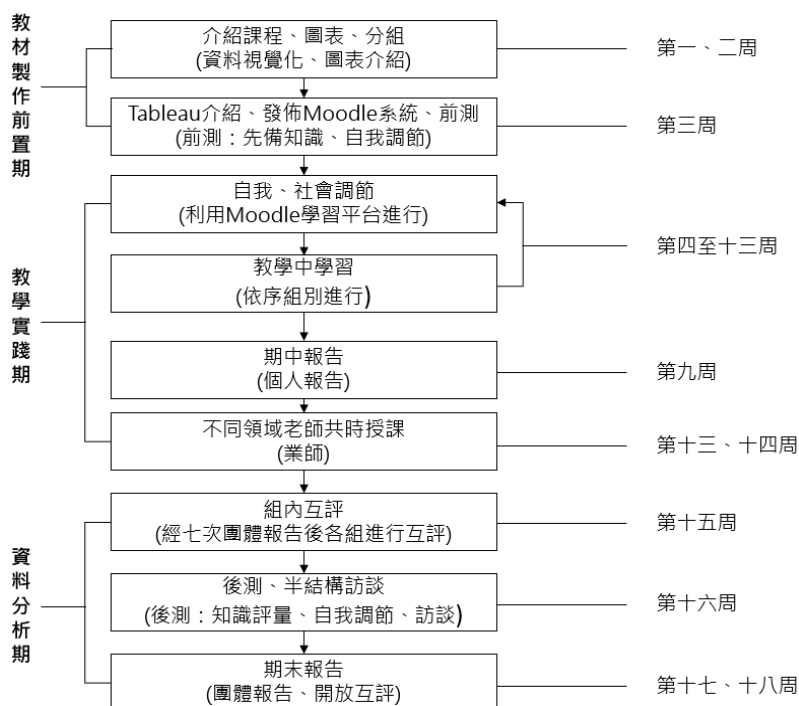 教材製作前置期
介紹課程、圖表、分組
(資料視覺化、圖表介紹)
第一、二周
Tableau介紹、發佈Moodle系統、前測
(前測：先備知識、自我調節)
第三周
教學實踐期
自我、社會調節
(利用Moodle學習平台進行)
教學中學習
(依序組別進行)
第四至十三周
期中報告
(個人報告)
第九周
不同領域老師共時授課
(業師)
第十三、十四周
資料分析期
組內互評
(經七次團體報告後各組進行互評)
第十五周
後測、半結構訪談
(後測：知識評量、自我調節、訪談)
第十六周
期末報告
(團體報告、開放互評)
第十七、十八周